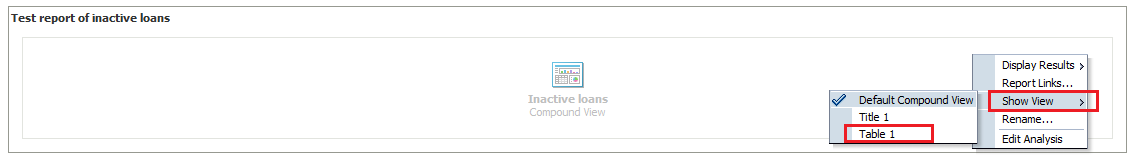 Test report of inactive loans
Inactive loans
Compound View
Display Results
Report Links...
Show View
Rename...
Edit Analysis
Default Compound View
Title 1
Table 1